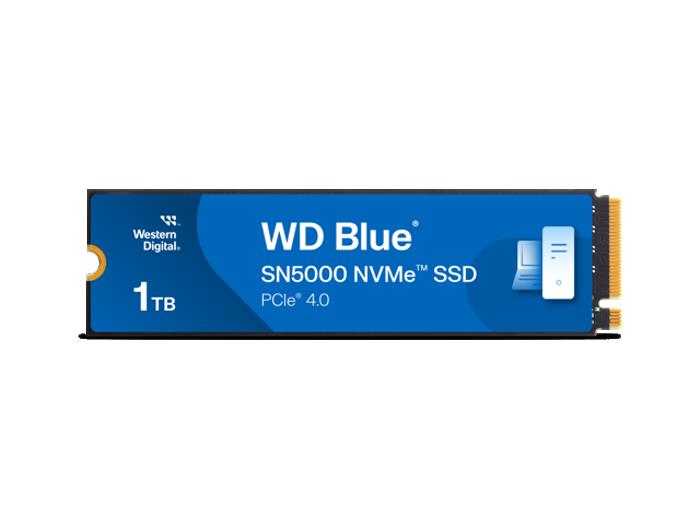 Western
Digital®
1TB
WD Blue®
SN5000 NVMe™ SSD
PCIe® 4.0